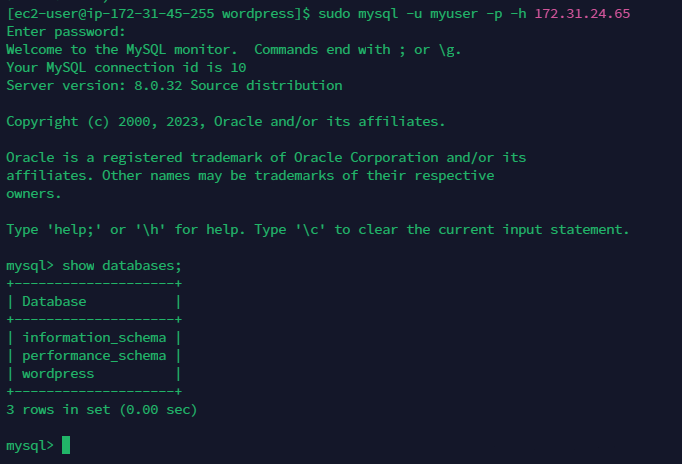 [ec2-user@ip-172-31-45-255 wordpress]$ sudo mysql -u myuser -p -h 172.31.24.65
Enter password:
Welcome to the MySQL monitor.  Commands end with ; or \g.
Your MySQL connection id is 10
Server version: 8.0.32 Source distribution

Copyright (c) 2000, 2023, Oracle and/or its affiliates.

Oracle is a registered trademark of Oracle Corporation and/or its
affiliates. Other names may be trademarks of their respective
owners.

Type 'help;' or '\h' for help. Type '\c' to clear the current input statement.

mysql> show databases;
+--------------------+
| Database           |
+--------------------+
| information_schema |
| performance_schema |
| wordpress          |
+--------------------+
3 rows in set (0.00 sec)

mysql>